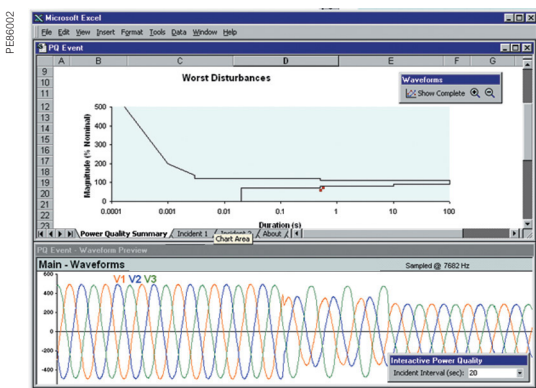 PE86002
Microsoft Excel
File Edit View Insert Format Tools Data Window Help
PQ Event
A B C D E F G
9
10
11
12
13
14
15
16
17
18
19
20
21
22
23
Worst Disturbances
Waveforms
Show Complete
Magnitude (% Nominal)
500
400
300
200
100
0
0.0001 0.001 0.01 0.1 1 10 100
Duration (s)
Power Quality Summary Incident 1 Incident 2 About
Chart Area
PQ Event - Waveform Preview
Main - Waveforms
Sampled @ 7682 Hz
V1 V2 V3
600
400
200
0
-200
-400
Interactive Power Quality
Incident Interval (sec): 20